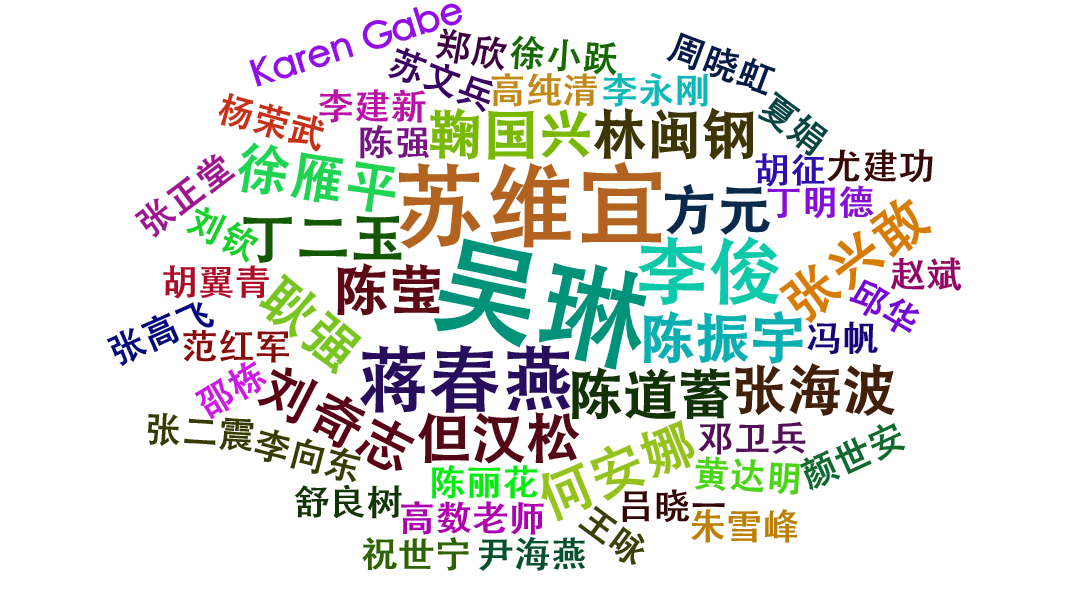 Karen Gabe
郑欣
徐小跃
周晓虹
苏文兵
高纯清
李永刚
李建新
杨荣武
夏娟
陈强
鞠国兴
林闽钢
胡征
尤建功
徐雁平
苏维宜
方元
丁明德
张正堂
刘钦
丁二玉
吴琳
李俊
张兴敢
赵斌
胡翼青
耿强
陈莹
邱华
张高飞
范红军
陈振宇
冯帆
邵栋
刘奇志
蒋春燕
陈道蓄
张海波
张二震
李向东
但汉松
何安娜
邓卫兵
颜世安
陈丽花
黄达明
舒良树
高数老师
吕晓一
朱雪峰
王咏
祝世宁
尹海燕